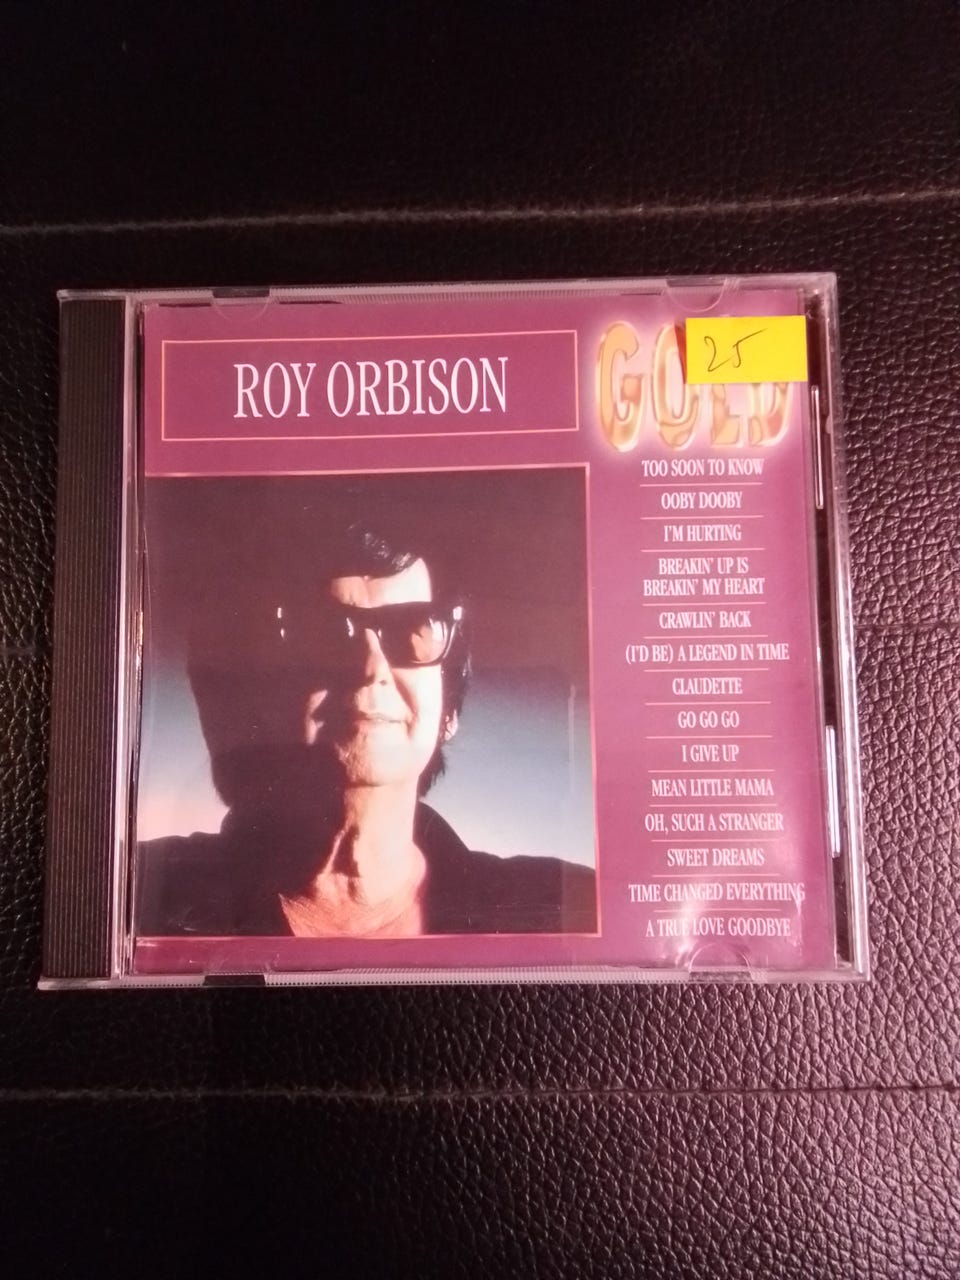 ROY ORBISON
GOLD
25
TOO SOON TO KNOW
OOBY DOOBY
I'M HURTING
BREAKIN' UP IS
BREAKIN' MY HEART
CRAWLIN' BACK
(I'D BE) A LEGEND IN TIME
CLAUDETTE
GO GO GO
I GIVE UP
MEAN LITTLE MAMA
OH, SUCH A STRANGER
SWEET DREAMS
TIME CHANGED EVERYTHING
A TRUE LOVE GOODBYE